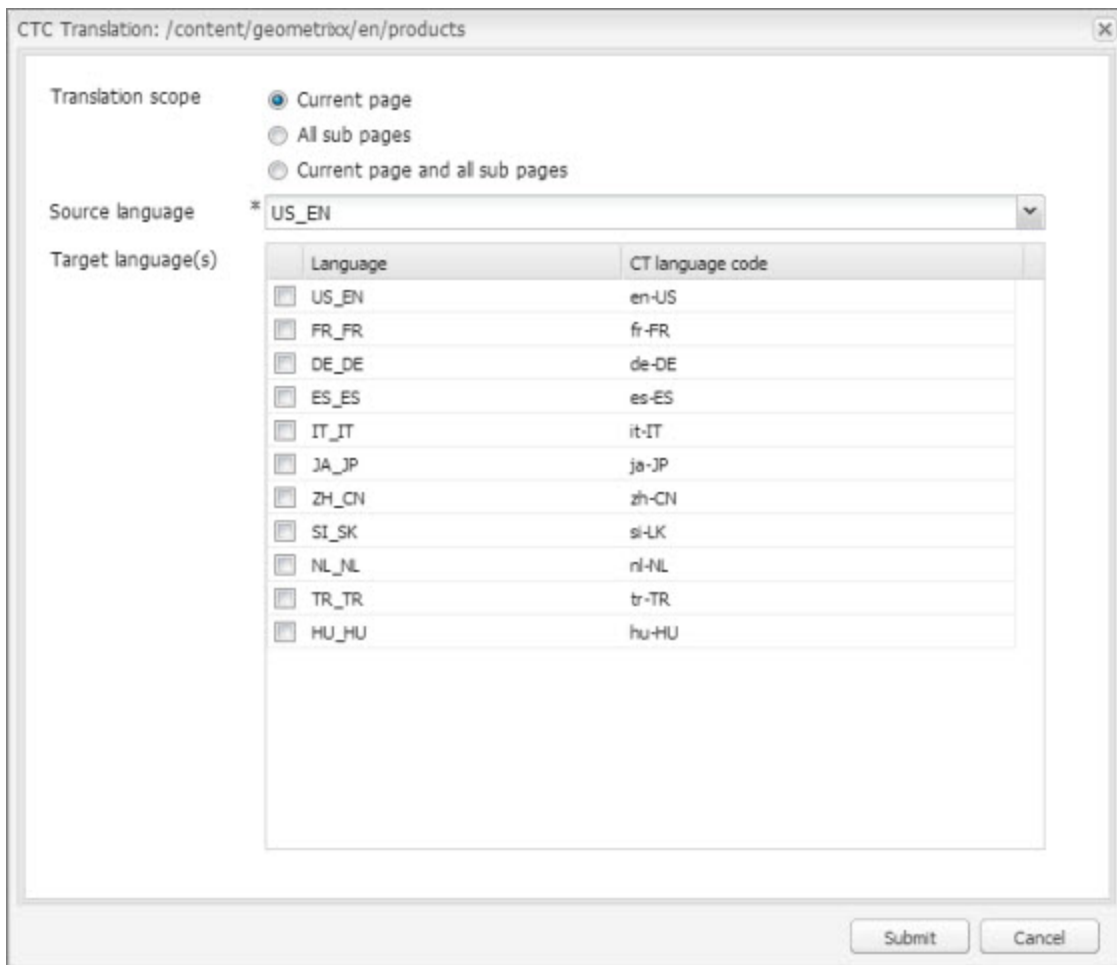 CTC Translation: /content/geometrixx/en/products
Translation scope
Current page
All sub pages
Current page and all sub pages
Source language * US_EN
Target language(s)
Language CT language code
US_EN en-US
FR_FR fr-FR
DE_DE de-DE
ES_ES es-ES
IT_IT it-IT
JA_JP ja-JP
ZH_CN zh-CN
SI_SK si-LK
NL_NL nl-NL
TR_TR tr-TR
HU_HU hu-HU
Submit Cancel